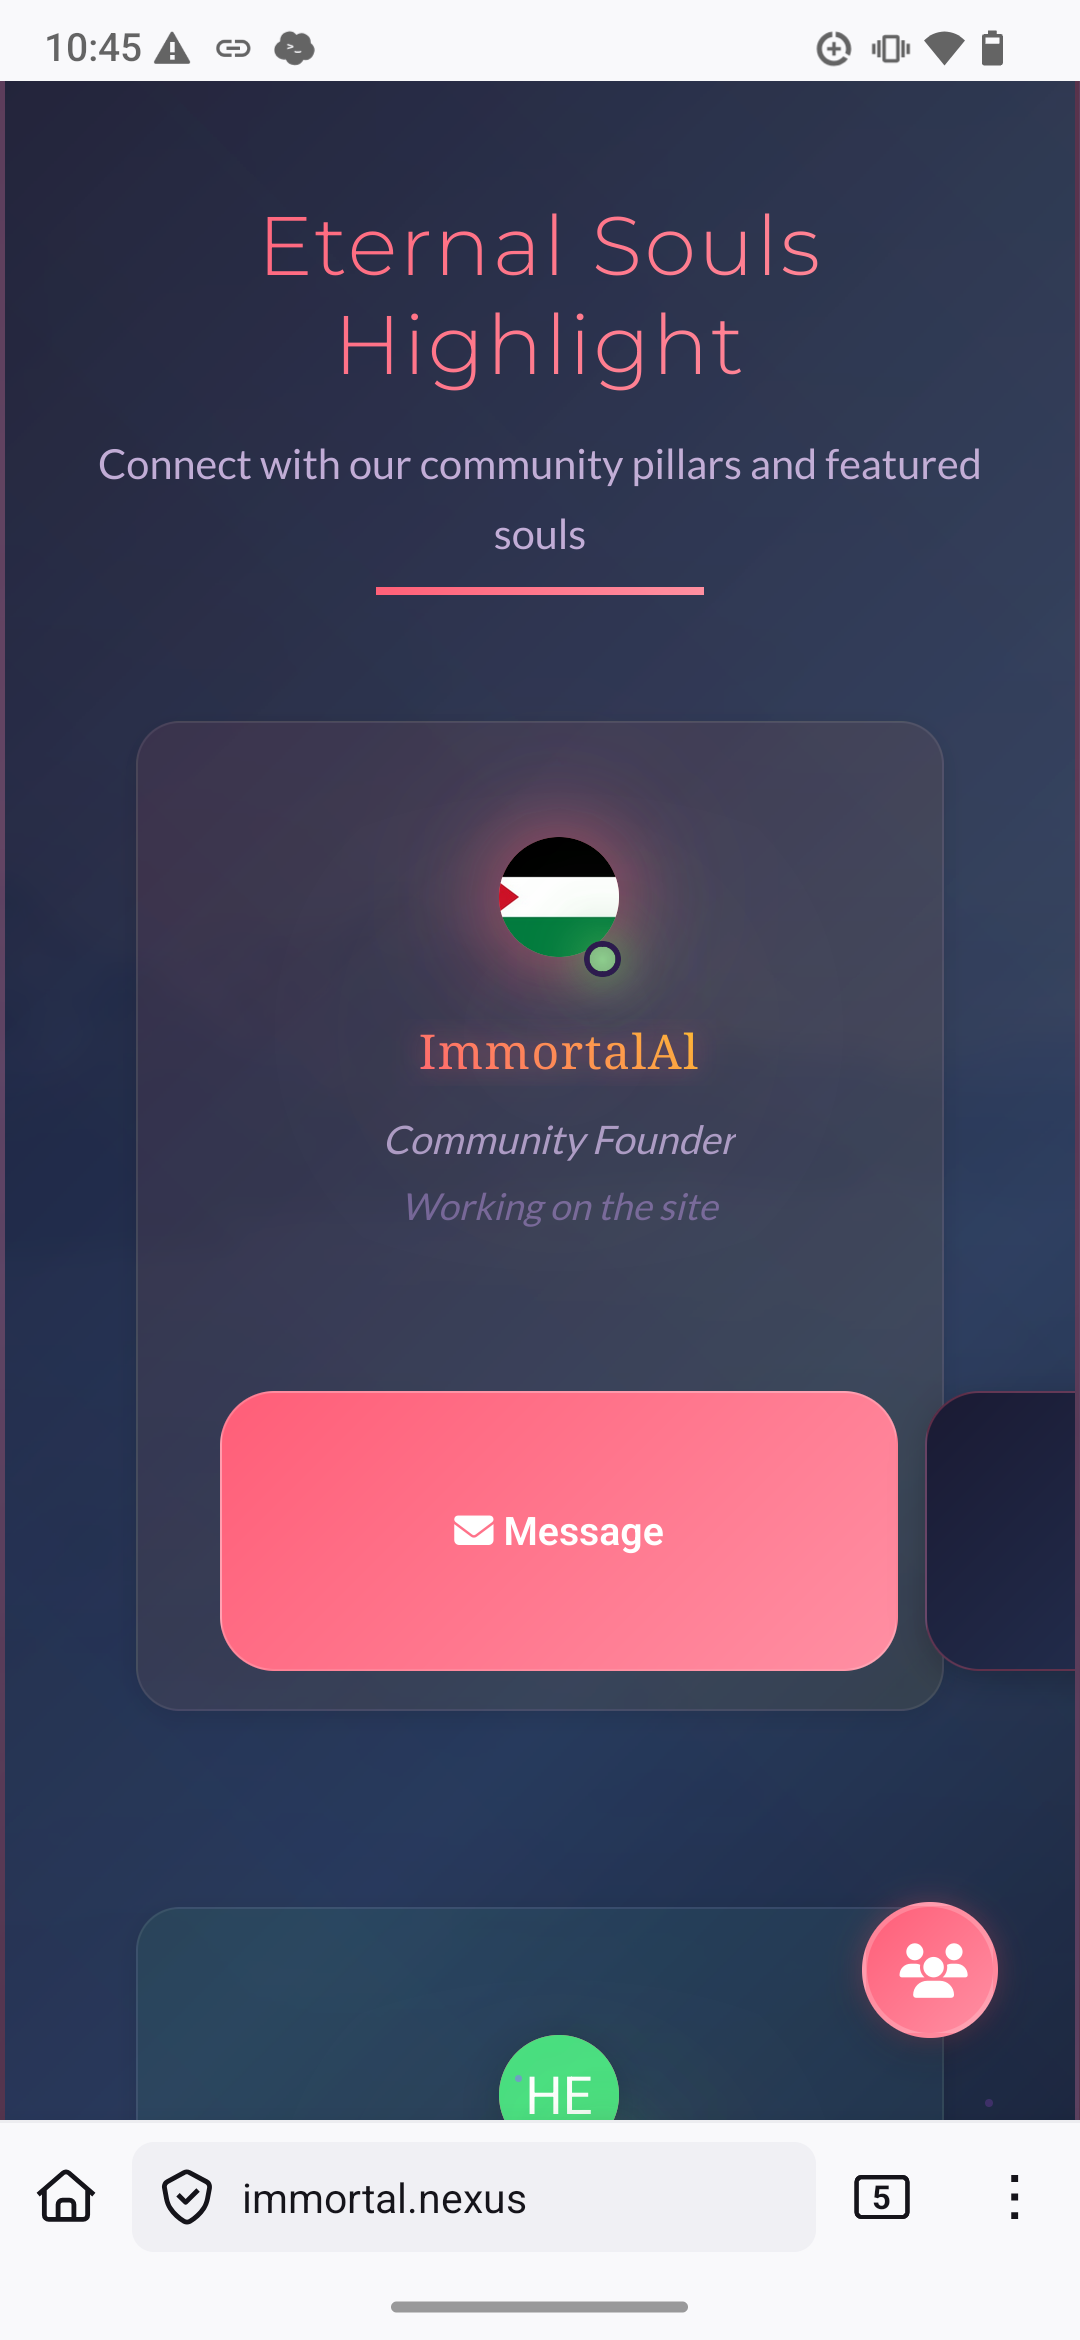 10:45
Eternal Souls
Highlight
Connect with our community pillars and featured
souls
ImmortalAl
Community Founder
Working on the site
Message
HE
immortal.nexus
5